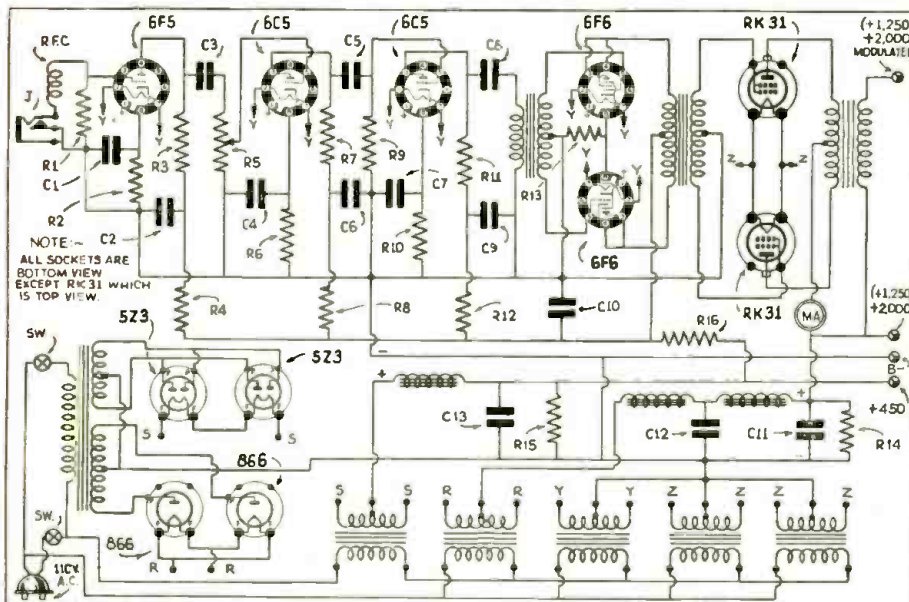 6F5
6C5
6C5
6F6
RK31
(+1,250
+2,000)
MODULATED
RFC
C3
C5
C8
J
R1
C1
R2
C2
R3
R5
C4
R6
R7
R9
C6
C7
R10
R11
C9
R13
6F6
Y
Y
Y
Y
Y
Y
Y
Y
Y
Y
Z
Z
RK31
MA
NOTE:~
ALL SOCKETS ARE
BOTTOM VIEW
EXCEPT RK31 WHICH
IS TOP VIEW.
R4
R8
R12
C10
R16
(+1,250
+2,000)
B-
+450
SW.
5Z3
5Z3
S
S
+
-
C13
R15
C12
C11
+
R14
866
SW.
866
R
R
110V.
A.C.
S
S
R
R
Y
Y
Z
Z
Z
Z